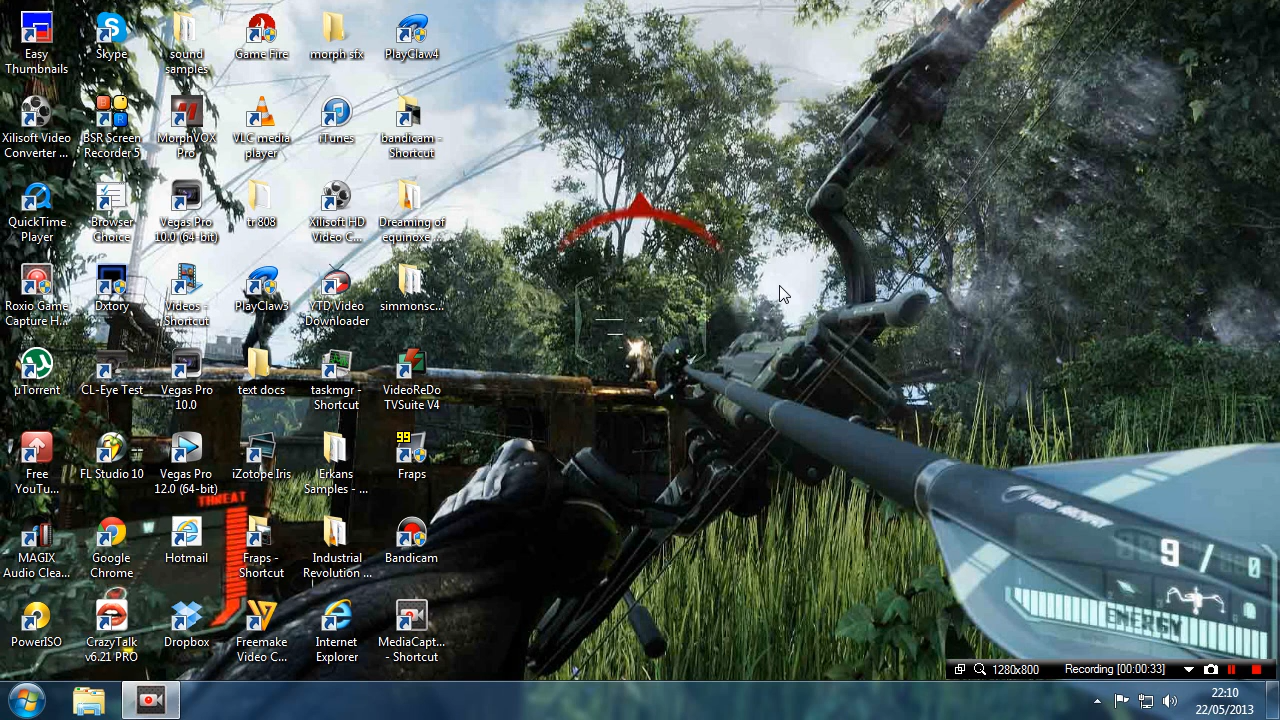 Easy
Thumbnails
Skype
sound
samples
Game Fire
morph sfx
PlayClaw4
Xilisoft Video
Converter ...
BSR Screen
Recorder 5
MorphVOX
Pro
VLC media
player
iTunes
bandicam -
Shortcut
QuickTime
Player
Browser
Choice
Vegas Pro
10.0 (64-bit)
tr 808
Xilisoft HD
Video C...
Dreaming of
equinoxe ...
Roxio Game
Capture H...
Dxtory
Videos -
Shortcut
PlayClaw3
YTD Video
Downloader
simmonsc...
µTorrent
CL-Eye Test
Vegas Pro
10.0
text docs
taskmgr -
Shortcut
VideoReDo
TVSuite V4
99
Free
YouTu...
FL Studio 10
Vegas Pro
12.0 (64-bit)
iZotope Iris
Erkans
Samples - ...
Fraps
THREAT
MAGIX
Audio Clea...
Google
Chrome
Hotmail
Fraps -
Shortcut
Industrial
Revolution ...
Bandicam
9 / 0
PowerISO
CrazyTalk
v6.21 PRO
Dropbox
Freemake
Video C...
Internet
Explorer
MediaCapt...
- Shortcut
ENERGY
1280x800
Recording [00:00:33]
22:10
22/05/2013